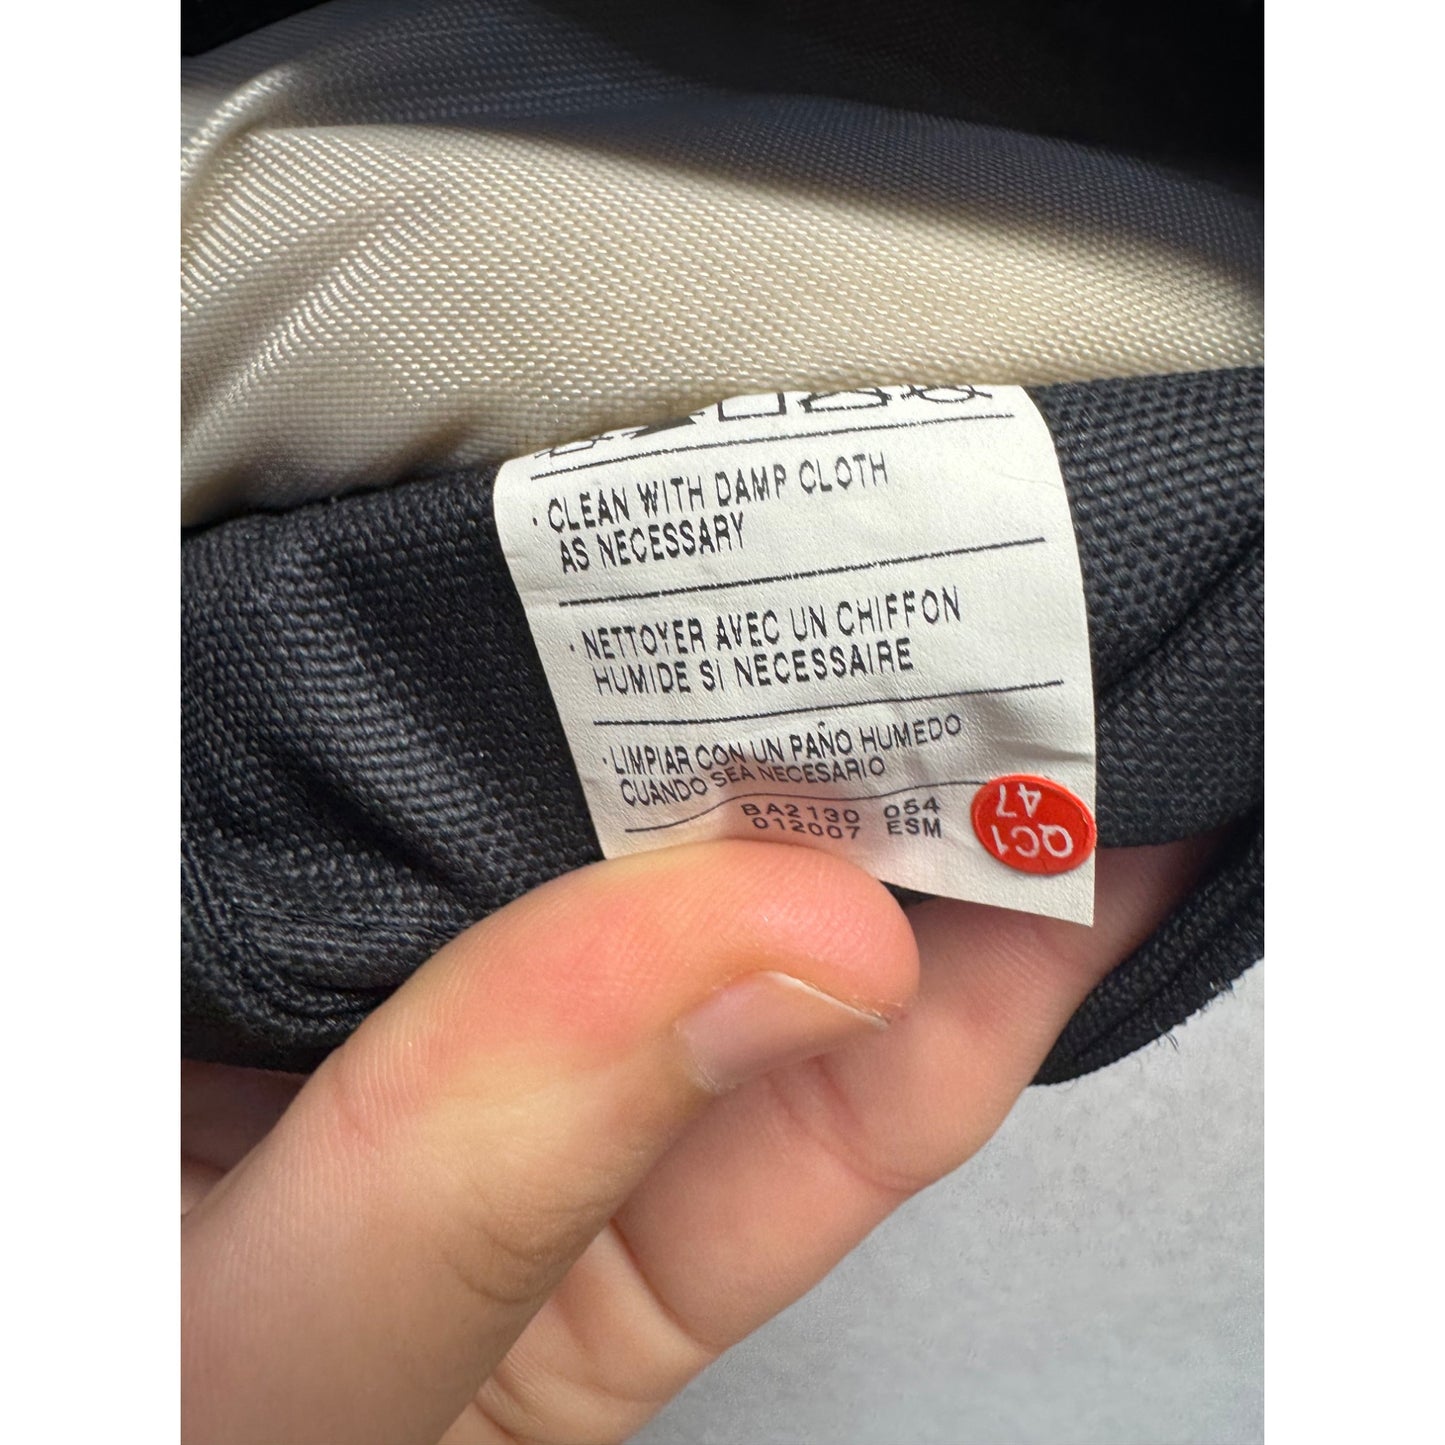 · CLEAN WITH DAMP CLOTH
AS NECESSARY
· NETTOYER AVEC UN CHIFFON
HUMIDE SI NECESSAIRE
· LIMPIAR CON UN PAÑO HUMEDO
CUANDO SEA NECESARIO
BA2130 054
012007 ESM
QC1
47